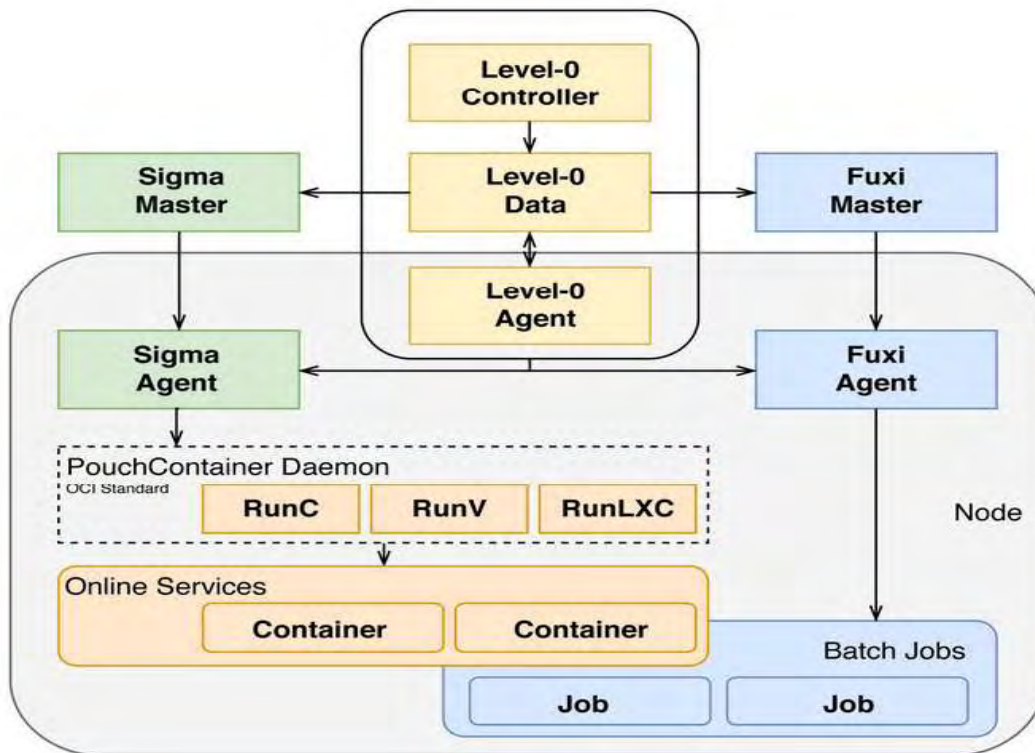 Level-0
Controller
Sigma
Master
Level-0
Data
Fuxi
Master
Level-0
Agent
Sigma
Agent
Fuxi
Agent
PouchContainer Daemon
OCI Standard
RunC
RunV
RunLXC
Node
Online Services
Container
Container
Batch Jobs
Job
Job